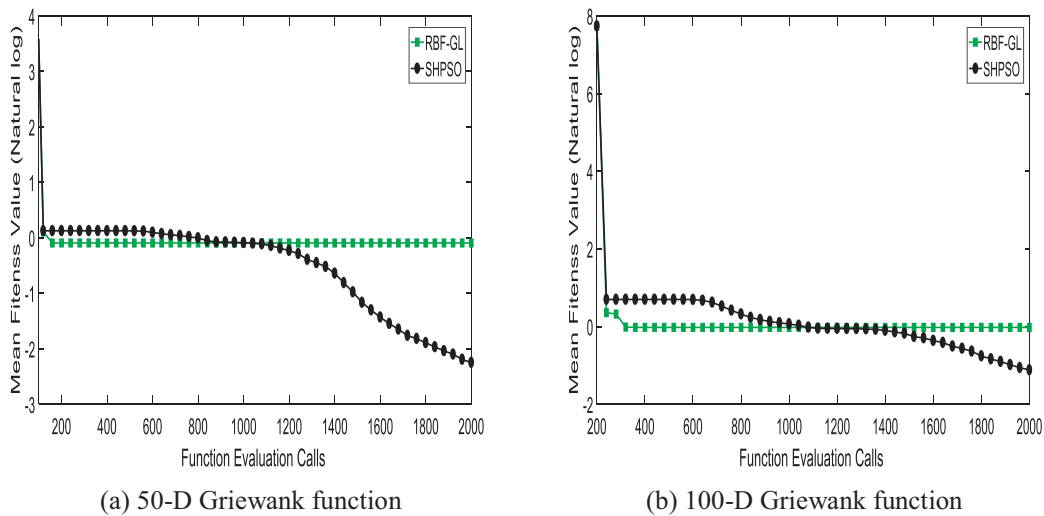 4
3
2
1
0
-1
-2
-3
Mean Fitenss Value (Natural log)
RBF-GL
SHPSO
200 400 600 800 1000 1200 1400 1600 1800 2000
Function Evaluation Calls
(a) 50-D Griewank function
8
6
4
2
0
-2
Mean Fitenss Value (Natural log)
RBF-GL
SHPSO
200 400 600 800 1000 1200 1400 1600 1800 2000
Function Evaluation Calls
(b) 100-D Griewank function